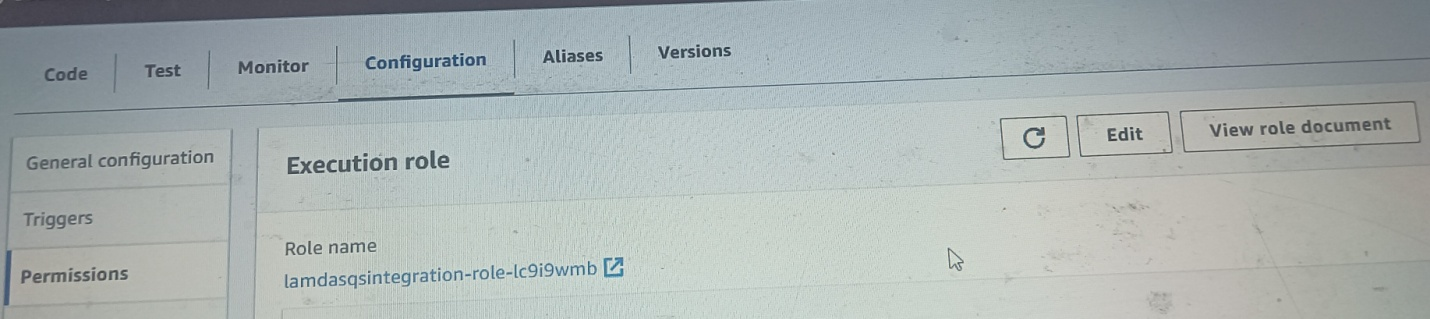 Code
Test
Monitor
Configuration
Aliases
Versions
General configuration
Triggers
Permissions
Execution role
Edit
View role document
Role name
lamdasqsintegration-role-lc9i9wmb